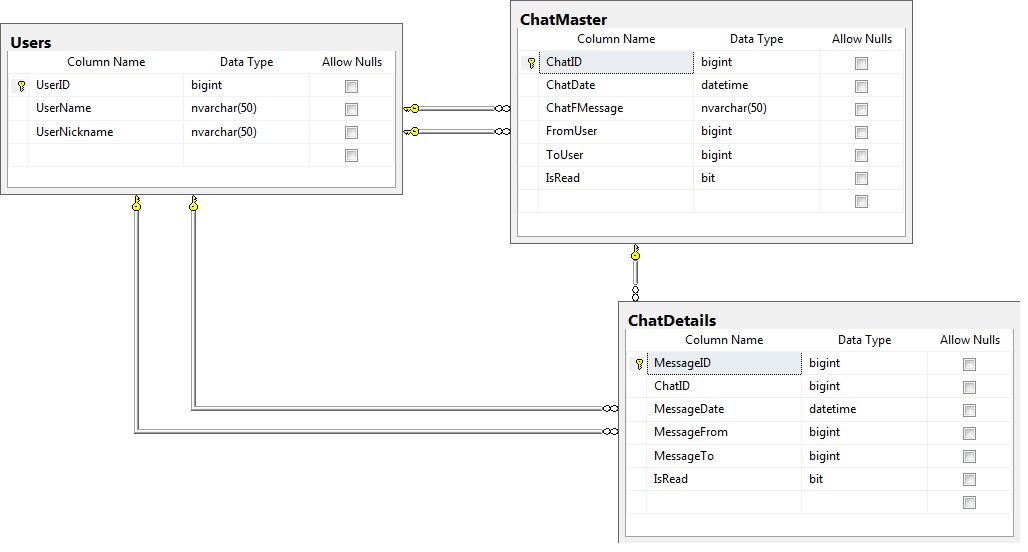 Users
Column Name Data Type Allow Nulls
UserID bigint
UserName nvarchar(50)
UserNickname nvarchar(50)
ChatMaster
Column Name Data Type Allow Nulls
ChatID bigint
ChatDate datetime
ChatFMessage nvarchar(50)
FromUser bigint
ToUser bigint
IsRead bit
ChatDetails
Column Name Data Type Allow Nulls
MessageID bigint
ChatID bigint
MessageDate datetime
MessageFrom bigint
MessageTo bigint
IsRead bit